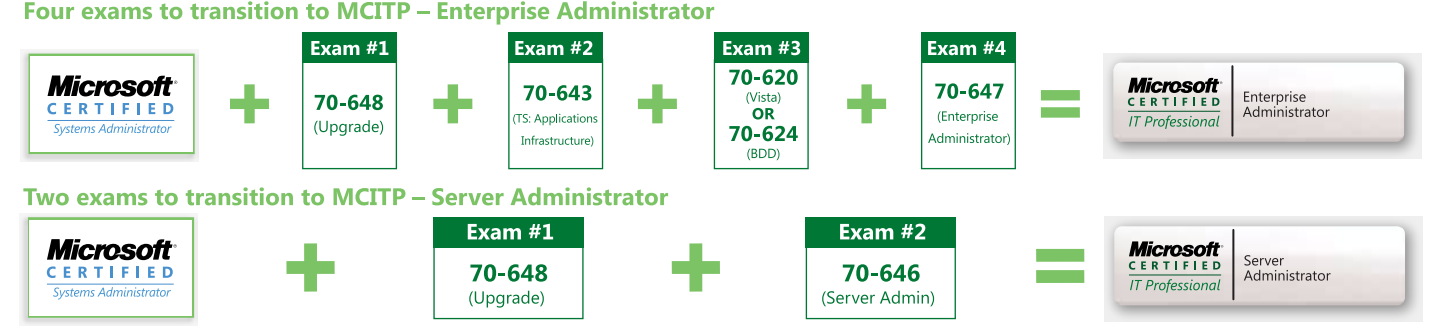 Four exams to transition to MCITP – Enterprise Administrator
Microsoft
CERTIFIED
Systems Administrator
+
Exam #1
70-648
(Upgrade)
+
Exam #2
70-643
(TS: Applications
Infrastructure)
+
Exam #3
70-620
(Vista)
OR
70-624
(BDD)
+
Exam #4
70-647
(Enterprise
Administrator)
=
Microsoft
CERTIFIED
IT Professional
Enterprise
Administrator
Two exams to transition to MCITP – Server Administrator
Microsoft
CERTIFIED
Systems Administrator
+
Exam #1
70-648
(Upgrade)
+
Exam #2
70-646
(Server Admin)
=
Microsoft
CERTIFIED
IT Professional
Server
Administrator